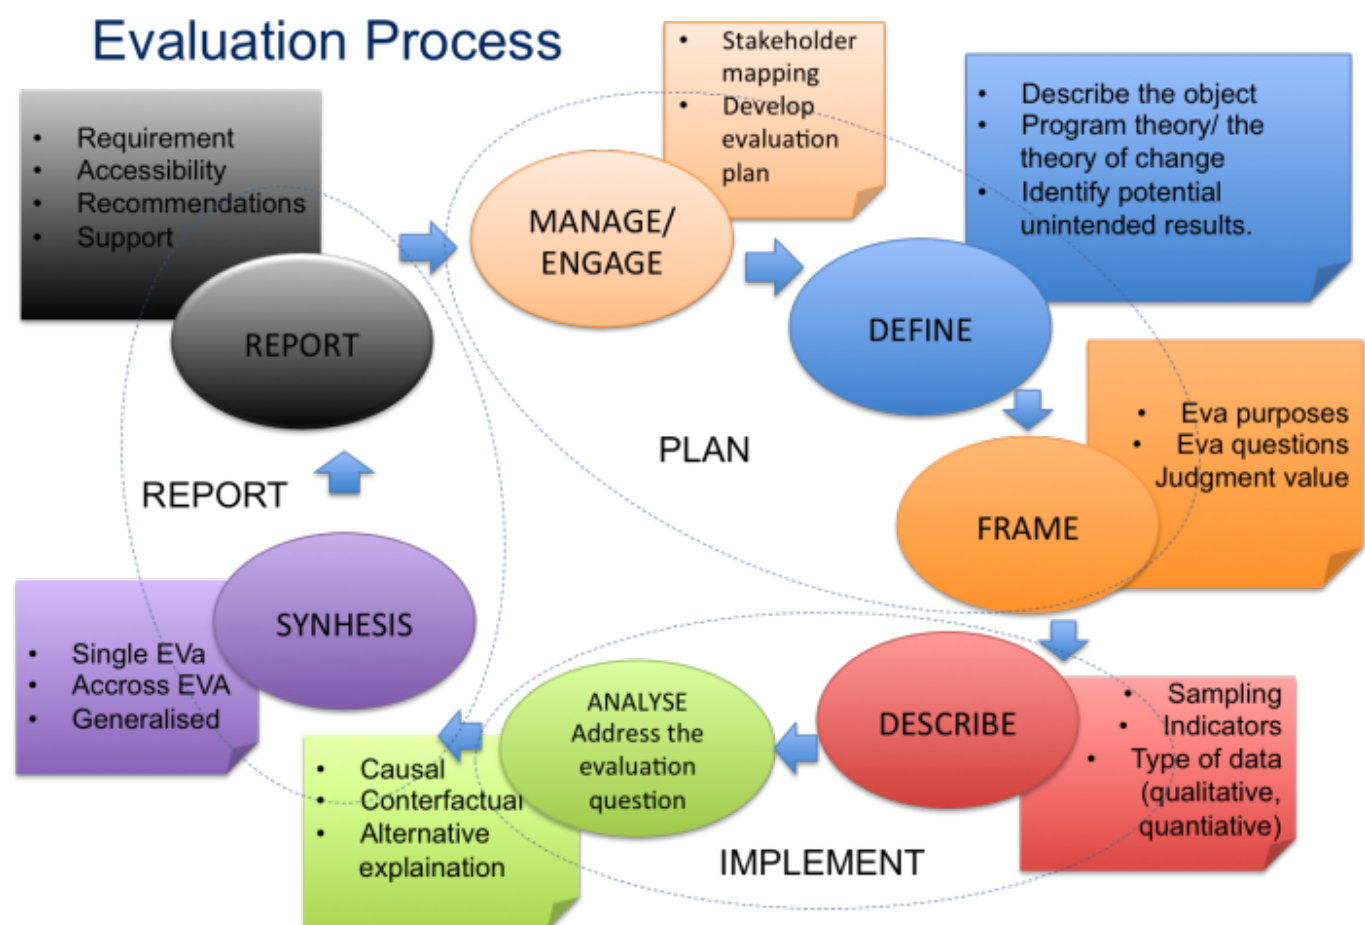 Evaluation Process
• Requirement
• Accessibility
• Recommendations
• Support
REPORT
• Stakeholder
mapping
• Develop
evaluation
plan
MANAGE/
ENGAGE
• Describe the object
• Program theory/ the
theory of change
• Identify potential
unintended results.
DEFINE
• Eva purposes
• Eva questions
Judgment value
FRAME
PLAN
REPORT
• Sampling
• Indicators
• Type of data
(qualitative,
quantiative)
DESCRIBE
ANALYSE
Address the
evaluation
question
• Causal
• Conterfactual
• Alternative
explaination
IMPLEMENT
SYNHESIS
• Single EVa
• Accross EVA
• Generalised